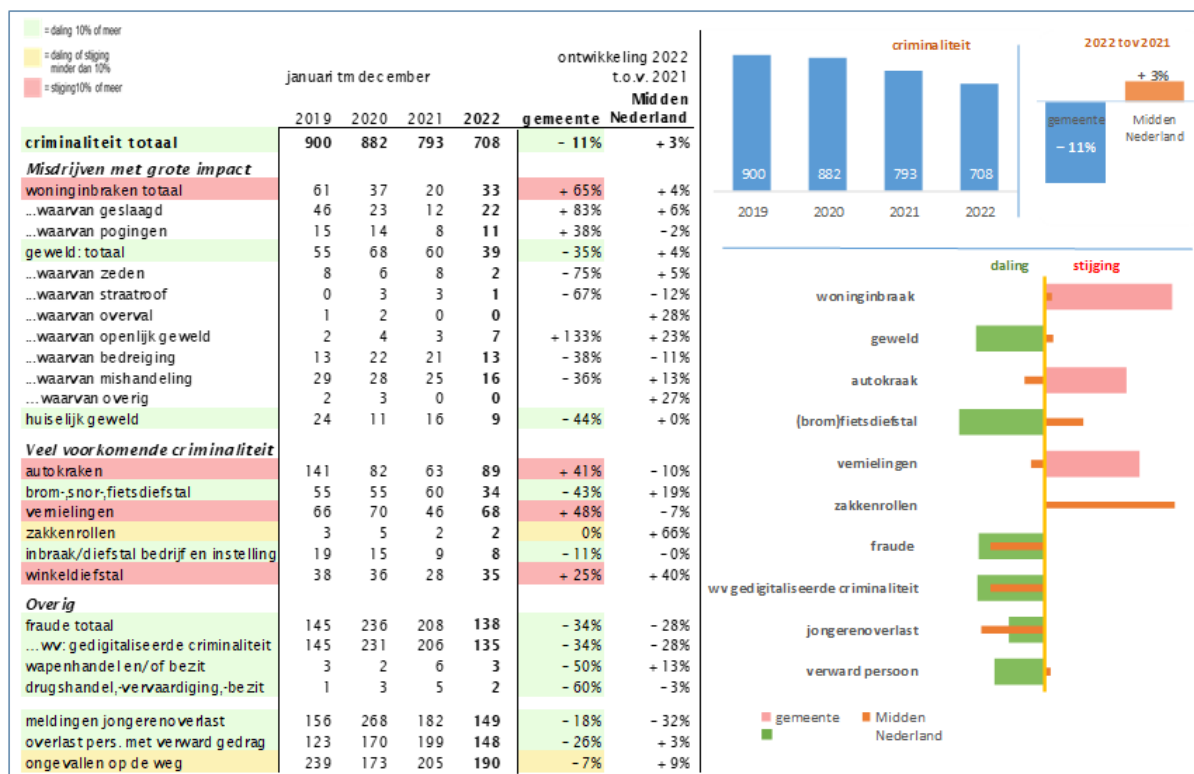 = daling 10% of meer
= daling of stijging
minder dan 10%
= stijging10% of meer
januari tm december
ontwikkeling 2022
t.o.v. 2021
2019 2020 2021 2022 gemeente Midden Nederland
criminaliteit totaal 900 882 793 708 - 11% + 3%
Misdrijven met grote impact
woninginbraken totaal 61 37 20 33 + 65% + 4%
...waarvan geslaagd 46 23 12 22 + 83% + 6%
...waarvan pogingen 15 14 8 11 + 38% - 2%
geweld: totaal 55 68 60 39 - 35% + 4%
...waarvan zeden 8 6 8 2 - 75% + 5%
...waarvan straatroof 0 3 3 1 - 67% - 12%
...waarvan overval 1 2 0 0 + 28%
...waarvan openlijk geweld 2 4 3 7 + 133% + 23%
...waarvan bedreiging 13 22 21 13 - 38% - 11%
...waarvan mishandeling 29 28 25 16 - 36% + 13%
...waarvan overig 2 3 0 0 + 27%
huiselijk geweld 24 11 16 9 - 44% + 0%
Veel voorkomende criminaliteit
autokraken 141 82 63 89 + 41% - 10%
brom-,snor-,fietsdiefstal 55 55 60 34 - 43% + 19%
vernielingen 66 70 46 68 + 48% - 7%
zakkenrollen 3 5 2 2 0% + 66%
inbraak/diefstal bedrijf en instelling 19 15 9 8 - 11% - 0%
winkeldiefstal 38 36 28 35 + 25% + 40%
Overig
fraude totaal 145 236 208 138 - 34% - 28%
...wv: gedigitaliseerde criminaliteit 145 231 206 135 - 34% - 28%
wapenhandel en/of bezit 3 2 6 3 - 50% + 13%
drugshandel,-vervaardiging,-bezit 1 3 5 2 - 60% - 3%
meldingen jongerenoverlast 156 268 182 149 - 18% - 32%
overlast pers. met verward gedrag 123 170 199 148 - 26% + 3%
ongevallen op de weg 239 173 205 190 - 7% + 9%
criminaliteit
900 882 793 708
2019 2020 2021 2022
2022 tov 2021
+ 3%
gemeente Midden
Nederland
- 11%
daling stijging
woninginbraak
geweld
autokraak
(brom)fietsdiefstal
vernielingen
zakkenrollen
fraude
wv gedigitaliseerde criminaliteit
jongerenoverlast
verward persoon
gemeente Midden
Nederland